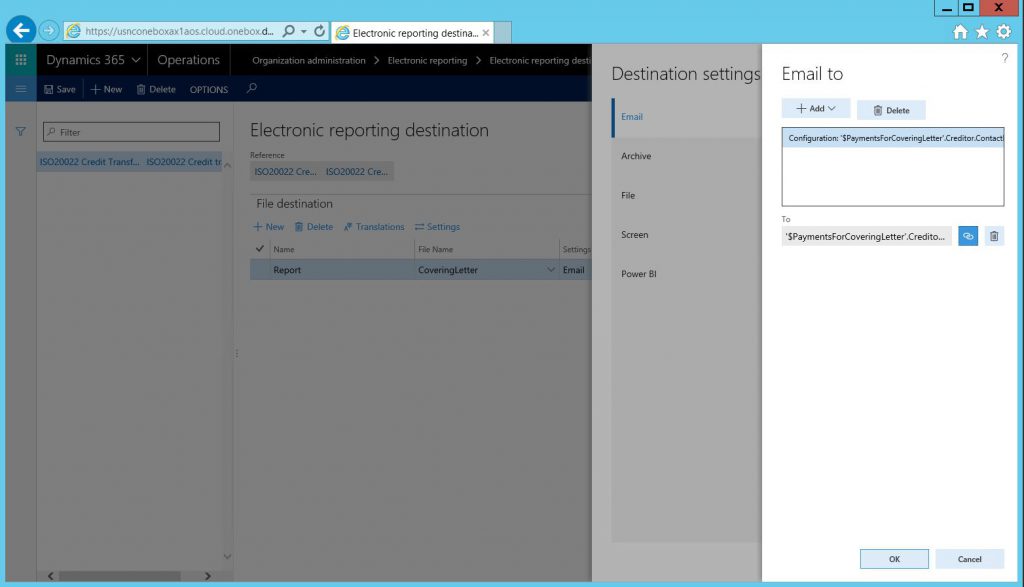 X
https://usnconeboxax1aos.cloud.onebox.d...
Electronic reporting destina... ×
Dynamics 365
Operations
Organization administration > Electronic reporting > Electronic reporting desti
Save
New
Delete
OPTIONS
Filter
ISO20022 Credit Transf... ISO20022 Credit tr
Electronic reporting destination
Reference
ISO20022 Cre... ISO20022 Cre...
File destination
New Delete Translations Settings
Name File Name Settings
Report CoveringLetter Email
Destination settings
Email
Archive
File
Screen
Power BI
?
Email to
Add
Delete
Configuration: '$PaymentsForCoveringLetter'.Creditor.Contact
To
'$PaymentsForCoveringLetter'.Credito...
OK
Cancel